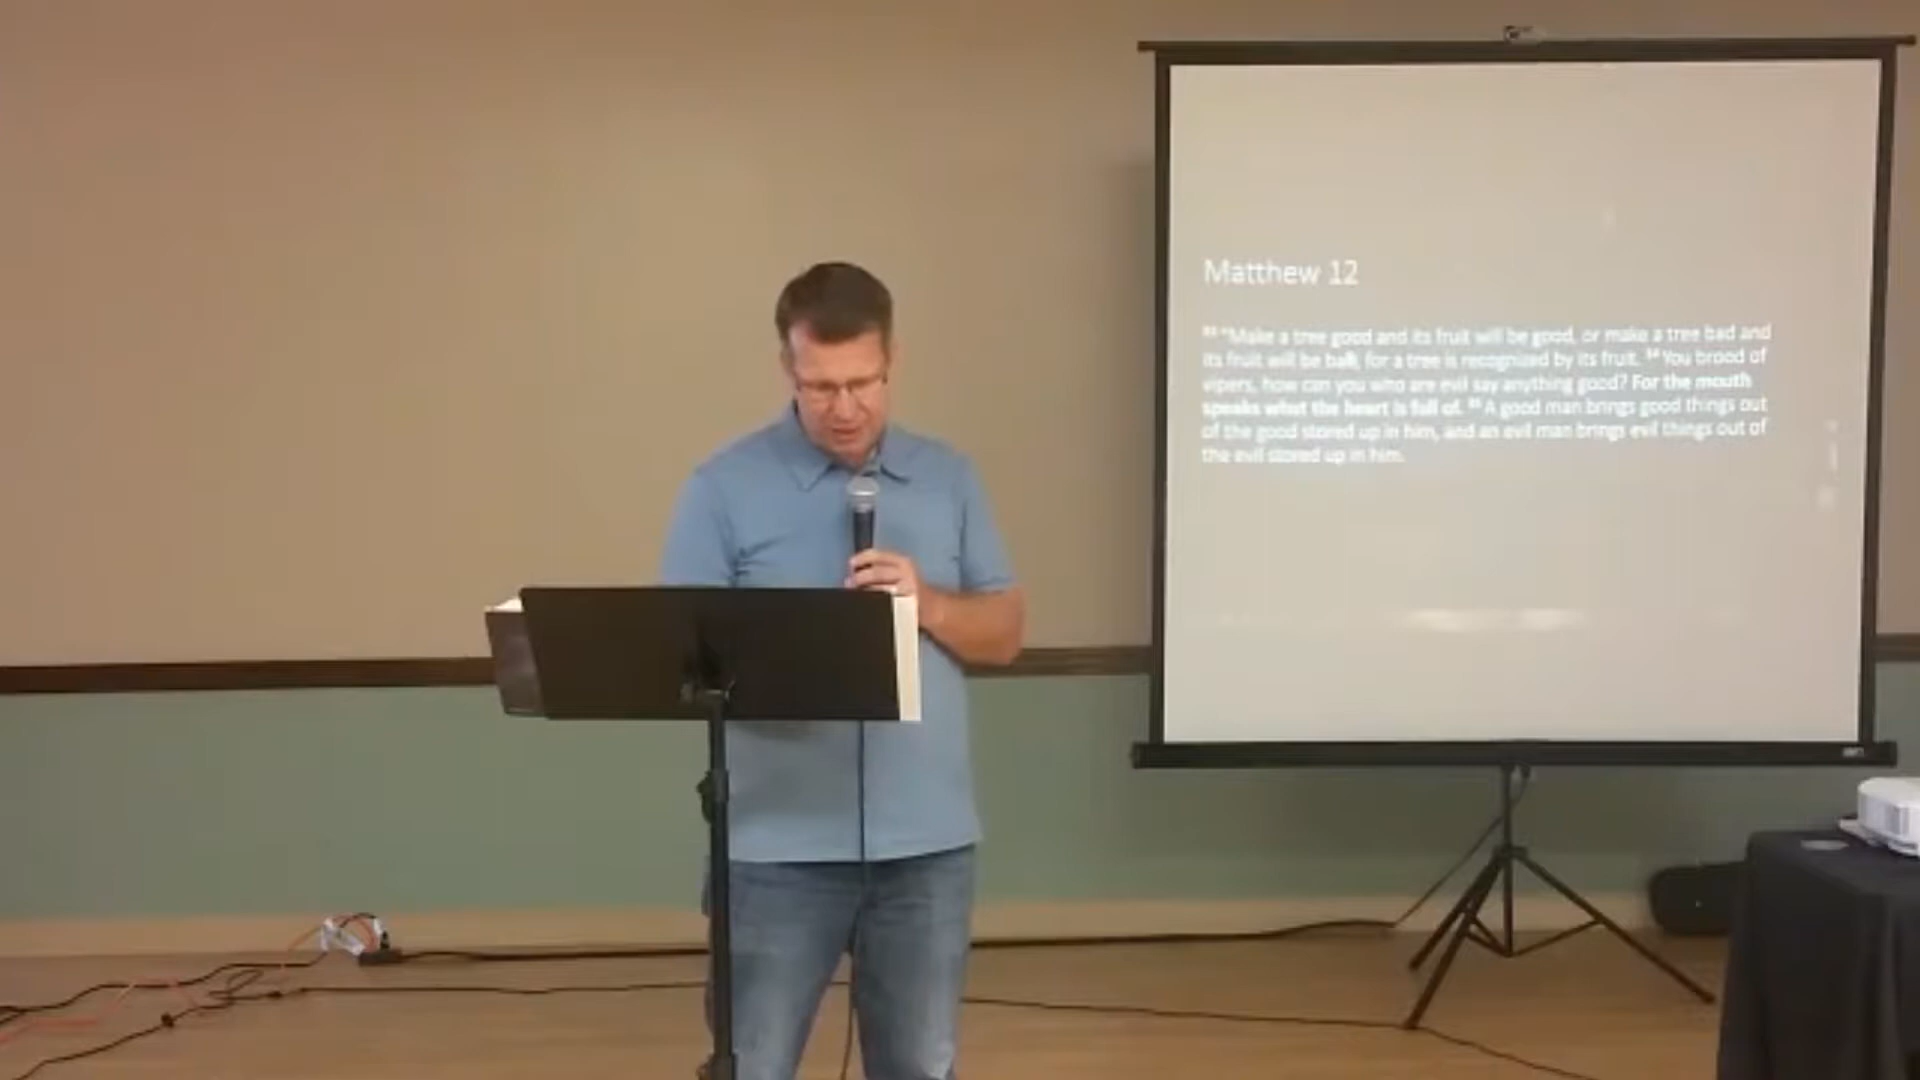 Matthew 12
³³ "Make a tree good and its fruit will be good, or make a tree bad and
its fruit will be bad, for a tree is recognized by its fruit. ³⁴ You brood of
vipers, how can you who are evil say anything good? For the mouth
speaks what the heart is full of. ³⁵ A good man brings good things out
of the good stored up in him, and an evil man brings evil things out of
the evil stored up in him.